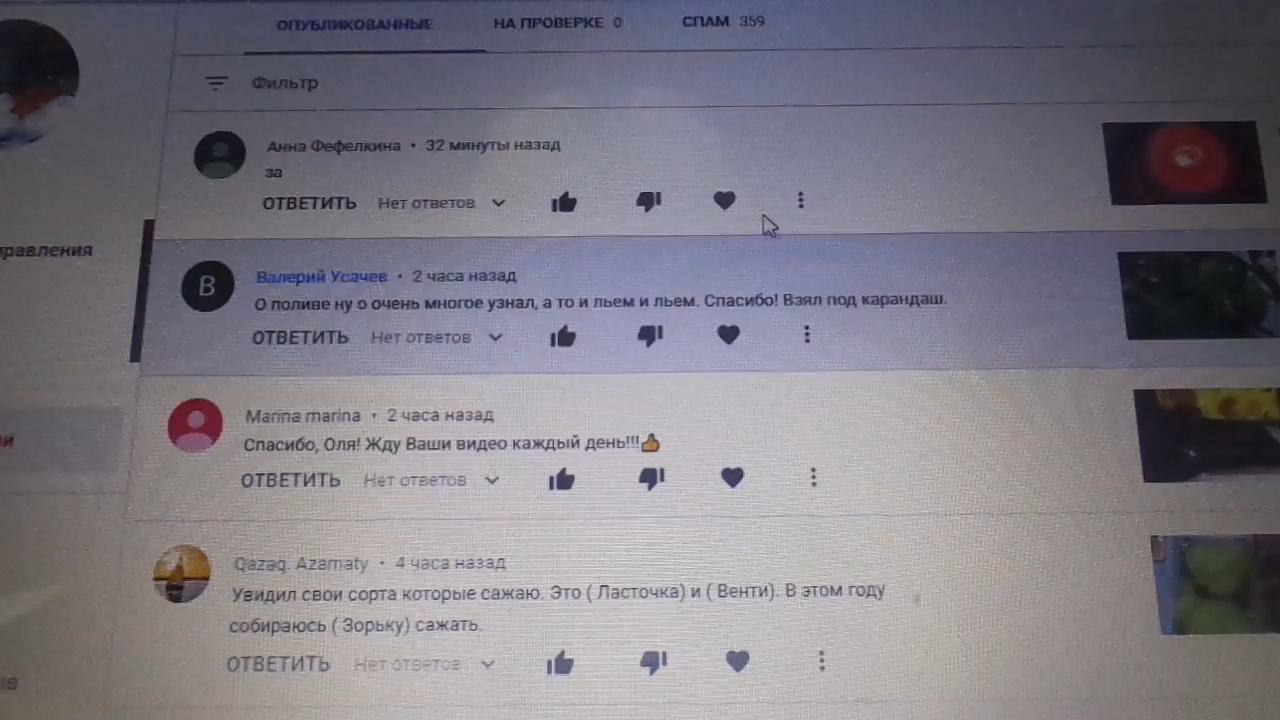 ОПУБЛИКОВАННЫЕ НА ПРОВЕРКЕ 0 СПАМ 359
Фильтр
Анна Фефелкина • 32 минуты назад
за
ОТВЕТИТЬ Нет ответов
равления
В
Валерий Усачев • 2 часа назад
О поливе ну о очень многое узнал, а то и льем и льем. Спасибо! Взял под карандаш.
ОТВЕТИТЬ Нет ответов
Marina marina • 2 часа назад
Спасибо, Оля! Жду Ваши видео каждый день!!!👍
ОТВЕТИТЬ Нет ответов
Qazaq. Azamaty • 4 часа назад
Увидил свои сорта которые сажаю. Это ( Ласточка) и ( Венти). В этом году
собираюсь ( Зорьку) сажать.
ОТВЕТИТЬ Нет ответов